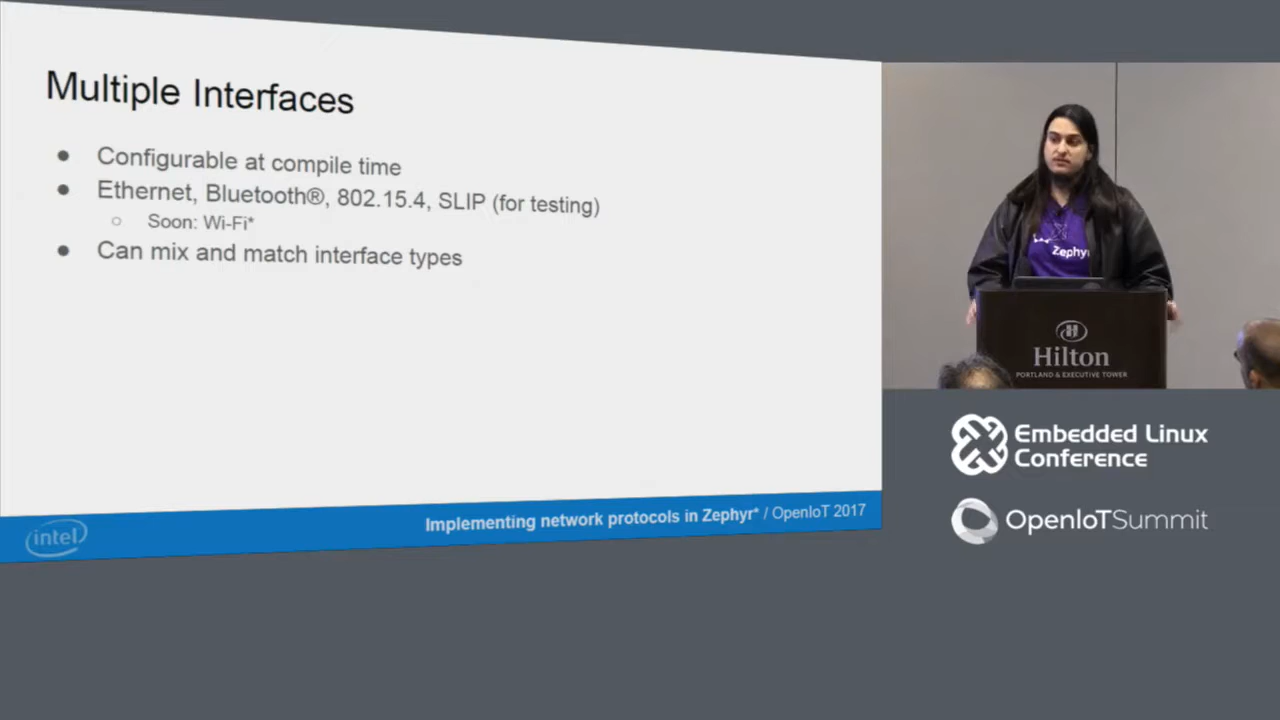 Multiple Interfaces
● Configurable at compile time
● Ethernet, Bluetooth®, 802.15.4, SLIP (for testing)
○ Soon: Wi-Fi*
● Can mix and match interface types
intel
Implementing network protocols in Zephyr* / OpenIoT 2017
Zephyr
Hilton
PORTLAND & EXECUTIVE TOWER
Embedded Linux
Conference
OpenIoTSummit